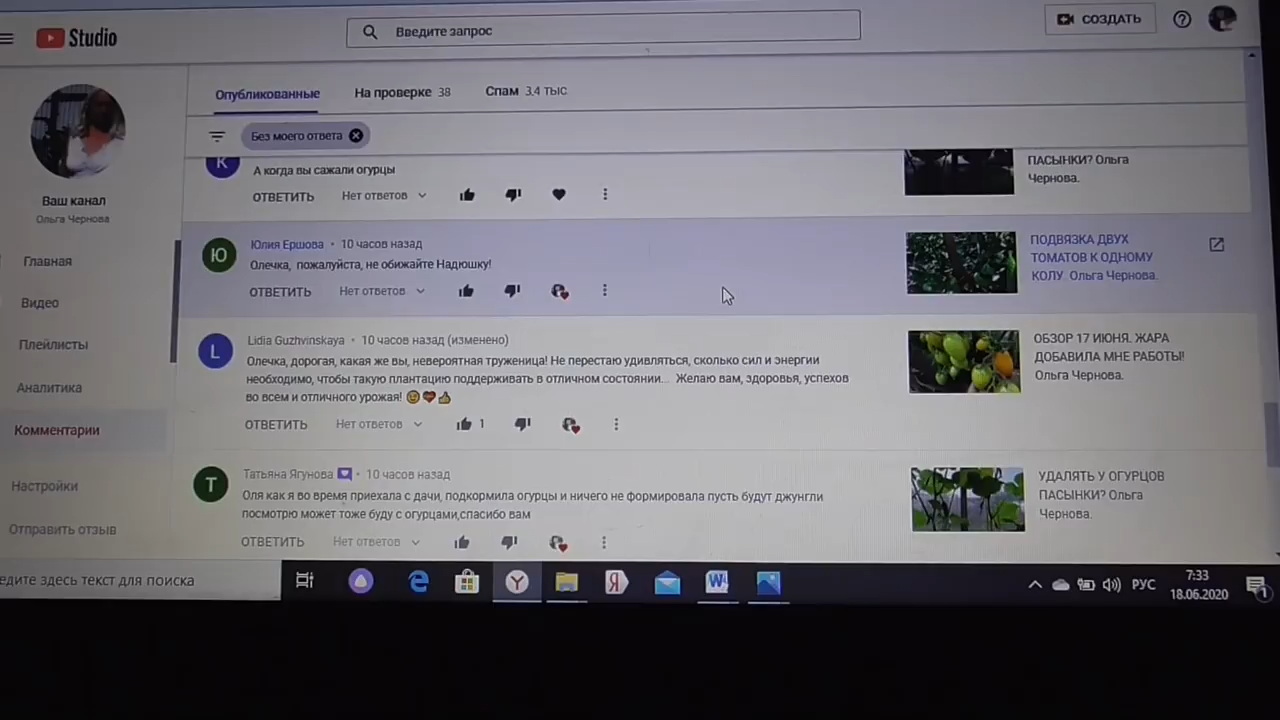 Studio
Введите запрос
СОЗДАТЬ
Ваш канал
Ольга Чернова
Главная
Видео
Плейлисты
Аналитика
Комментарии
Настройки
Отправить отзыв
Опубликованные
На проверке 38
Спам 3,4 тыс.
Без моего ответа
К
А когда вы сажали огурцы
ОТВЕТИТЬ Нет ответов
ПАСЫНКИ? Ольга
Чернова.
Ю
Юлия Ершова • 10 часов назад
Олечка, пожалуйста, не обижайте Надюшку!
ОТВЕТИТЬ Нет ответов
ПОДВЯЗКА ДВУХ
ТОМАТОВ К ОДНОМУ
КОЛУ Ольга Чернова.
L
Lidia Guzhvinskaya • 10 часов назад (изменено)
Олечка, дорогая, какая же вы, невероятная труженица! Не перестаю удивляться, сколько сил и энергии
необходимо, чтобы такую плантацию поддерживать в отличном состоянии... Желаю вам, здоровья, успехов
во всем и отличного урожая! 😉💝👍
ОТВЕТИТЬ Нет ответов 1
ОБЗОР 17 ИЮНЯ. ЖАРА
ДОБАВИЛА МНЕ РАБОТЫ!
Ольга Чернова.
Т
Татьяна Ягунова • 10 часов назад
Оля как я во время приехала с дачи, подкормила огурцы и ничего не формировала пусть будут джунгли
посмотрю может тоже буду с огурцами,спасибо вам
ОТВЕТИТЬ Нет ответов
УДАЛЯТЬ У ОГУРЦОВ
ПАСЫНКИ? Ольга
Чернова.
едите здесь текст для поиска
Y
Я
W
РУС
7:33
18.06.2020
1